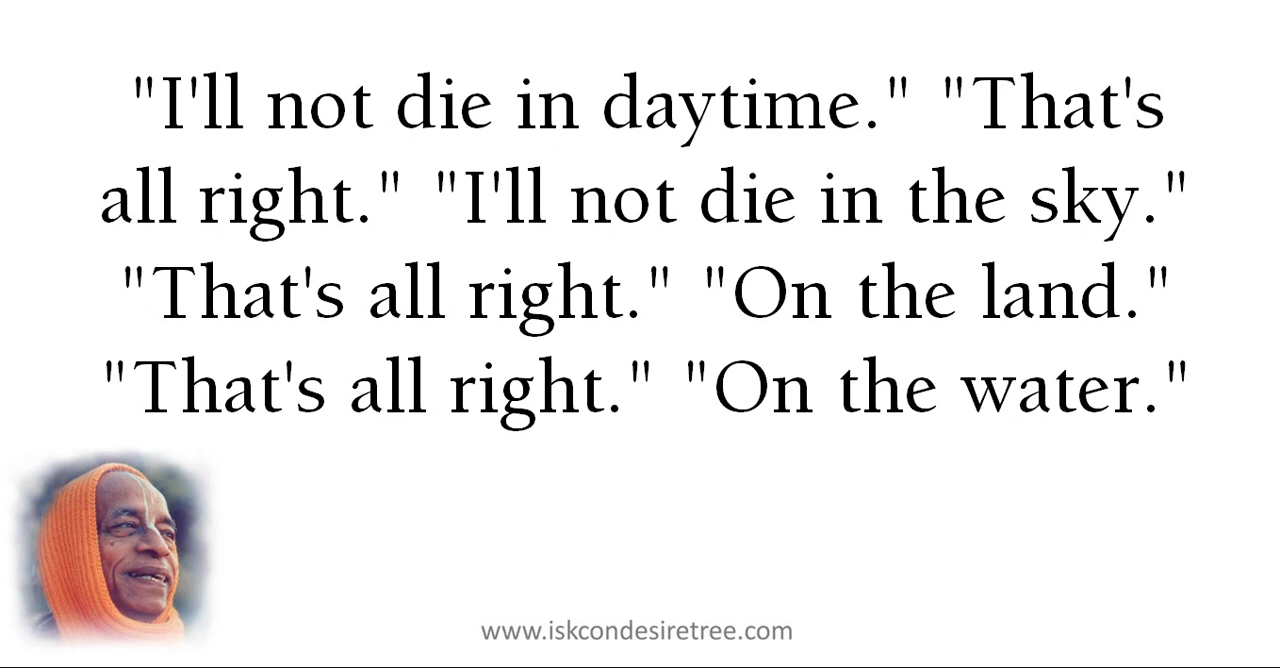 "I'll not die in daytime." "That's
all right." "I'll not die in the sky."
"That's all right." "On the land."
"That's all right." "On the water."
www.iskcondesiretree.com